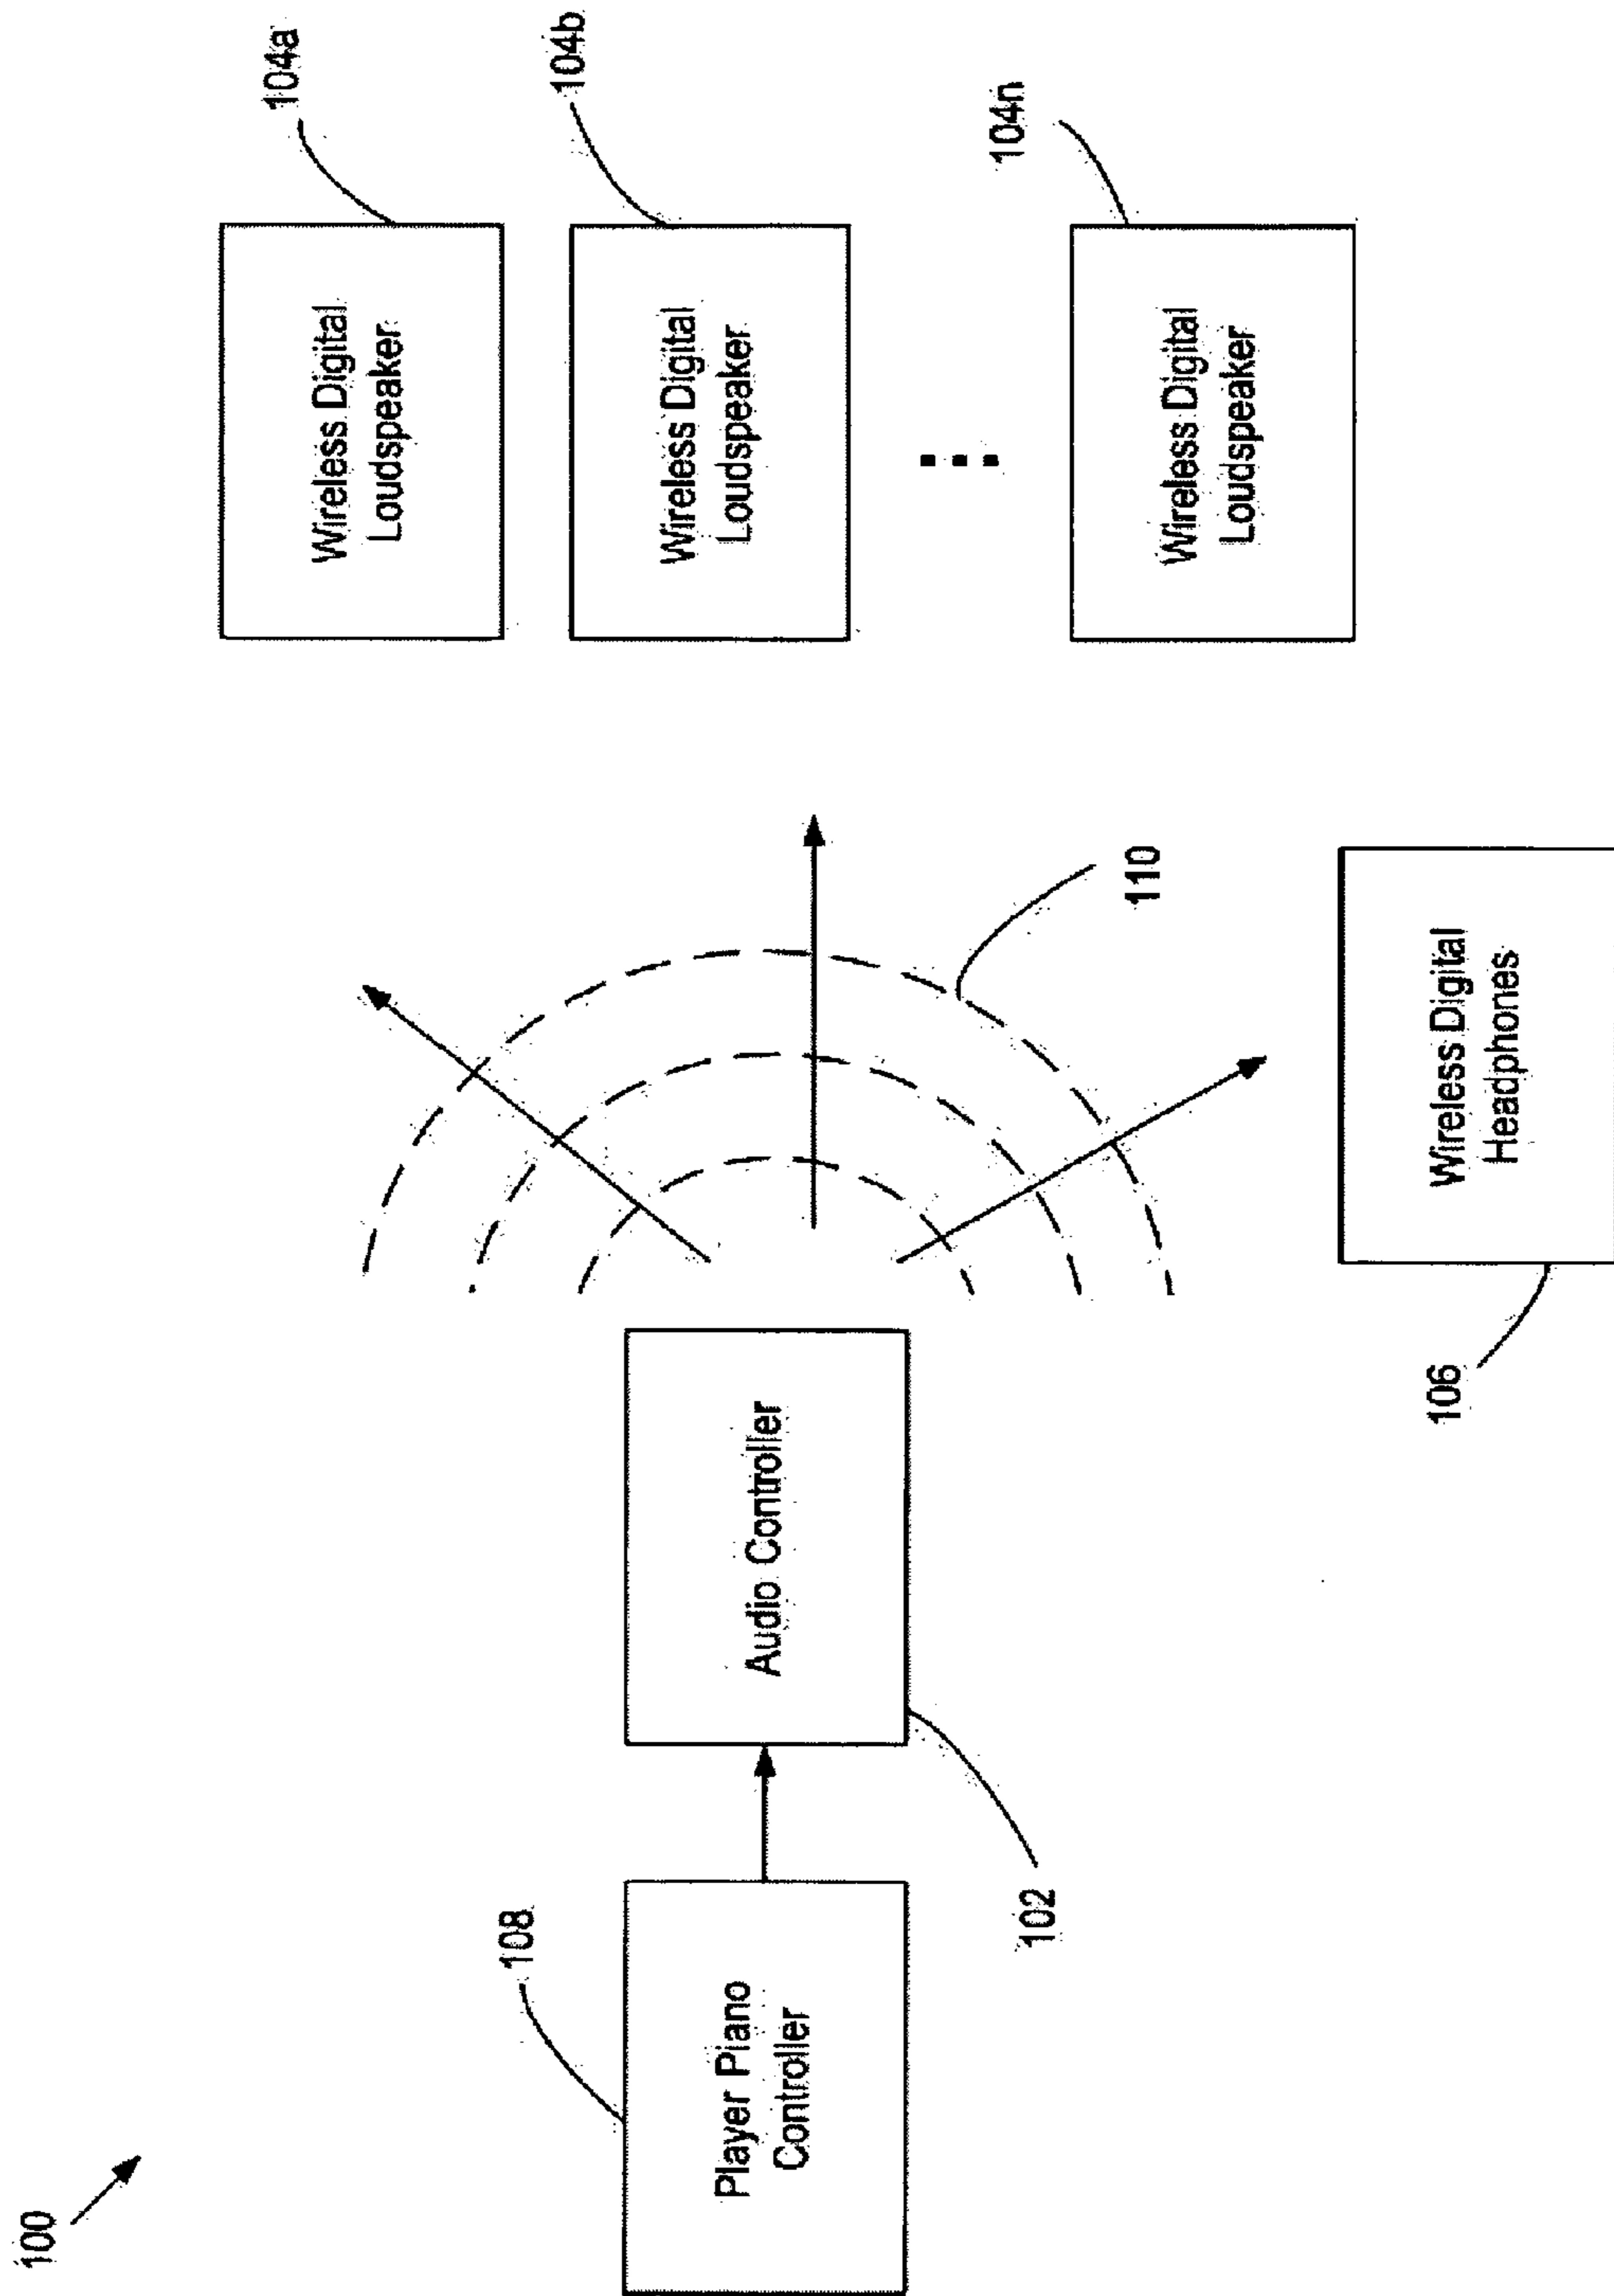 100
108
Player Piano
Controller
102
Audio Controller
110
106
Wireless Digital
Headphones
104a
Wireless Digital
Loudspeaker
104b
Wireless Digital
Loudspeaker
104n
Wireless Digital
Loudspeaker